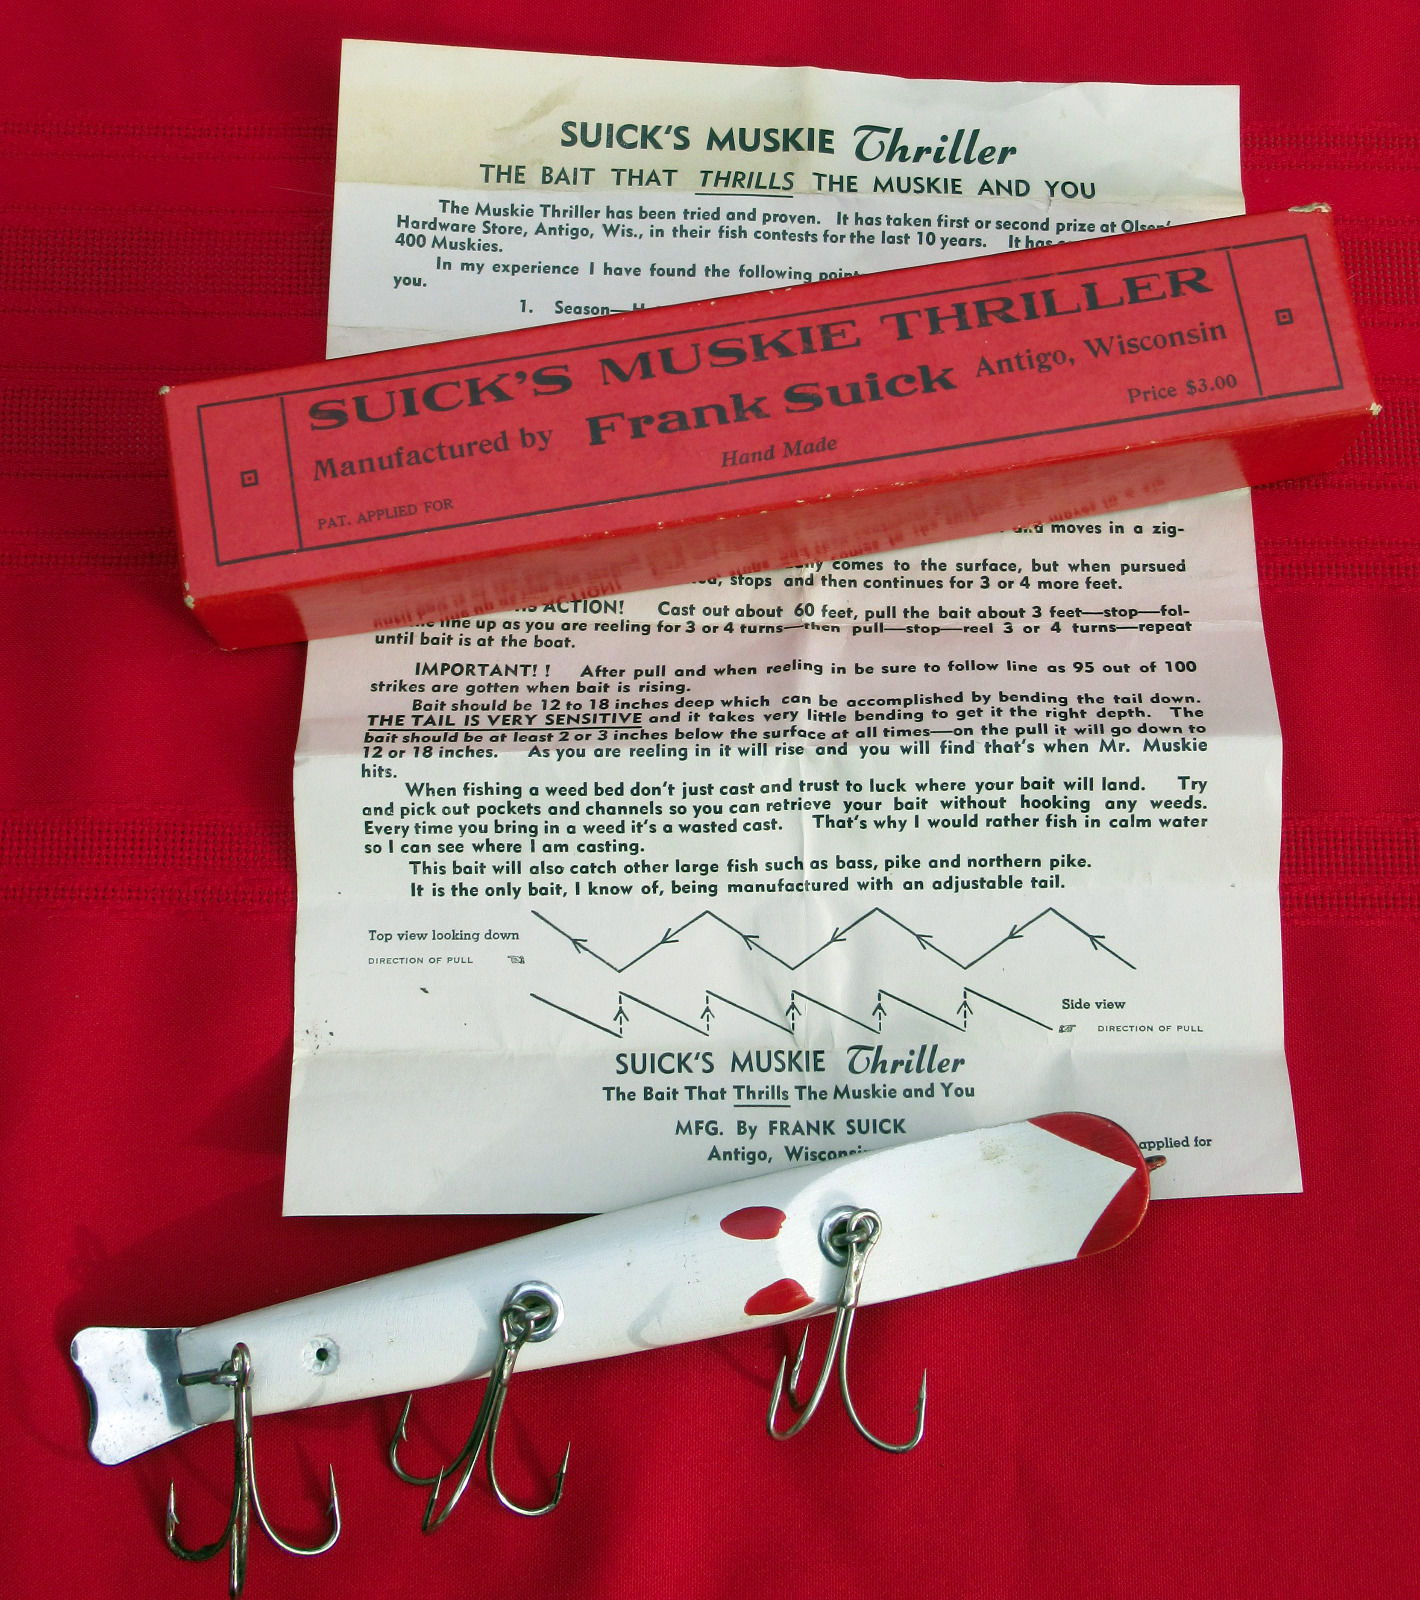 SUICK'S MUSKIE Thriller
THE BAIT THAT THRILLS THE MUSKIE AND YOU
The Muskie Thriller has been tried and proven. It has taken first or second prize at Olsen's
Hardware Store, Antigo, Wis., in their fish contests for the last 10 years. It has
400 Muskies.
In my experience I have found the following
you.
1. Season—
SUICK'S MUSKIE THRILLER
Manufactured by Frank Suick Antigo, Wisconsin
Hand Made
Price $3.00
PAT. APPLIED FOR
and moves in a zig-
comes to the surface, but when pursued
stops and then continues for 3 or 4 more feet.
ACTION! Cast out about 60 feet, pull the bait about 3 feet—stop—fol-
line up as you are reeling for 3 or 4 turns—then pull—stop—reel 3 or 4 turns—repeat
until bait is at the boat.
IMPORTANT! ! After pull and when reeling in be sure to follow line as 95 out of 100
strikes are gotten when bait is rising.
Bait should be 12 to 18 inches deep which can be accomplished by bending the tail down.
THE TAIL IS VERY SENSITIVE and it takes very little bending to get it the right depth. The
bait should be at least 2 or 3 inches below the surface at all times—on the pull it will go down to
12 or 18 inches. As you are reeling in it will rise and you will find that's when Mr. Muskie
hits.
When fishing a weed bed don't just cast and trust to luck where your bait will land. Try
and pick out pockets and channels so you can retrieve your bait without hooking any weeds.
Every time you bring in a weed it's a wasted cast. That's why I would rather fish in calm water
so I can see where I am casting.
This bait will also catch other large fish such as bass, pike and northern pike.
It is the only bait, I know of, being manufactured with an adjustable tail.
Top view looking down
DIRECTION OF PULL
Side view
DIRECTION OF PULL
SUICK'S MUSKIE Thriller
The Bait That Thrills The Muskie and You
MFG. By FRANK SUICK
Antigo, Wisconsin
applied for